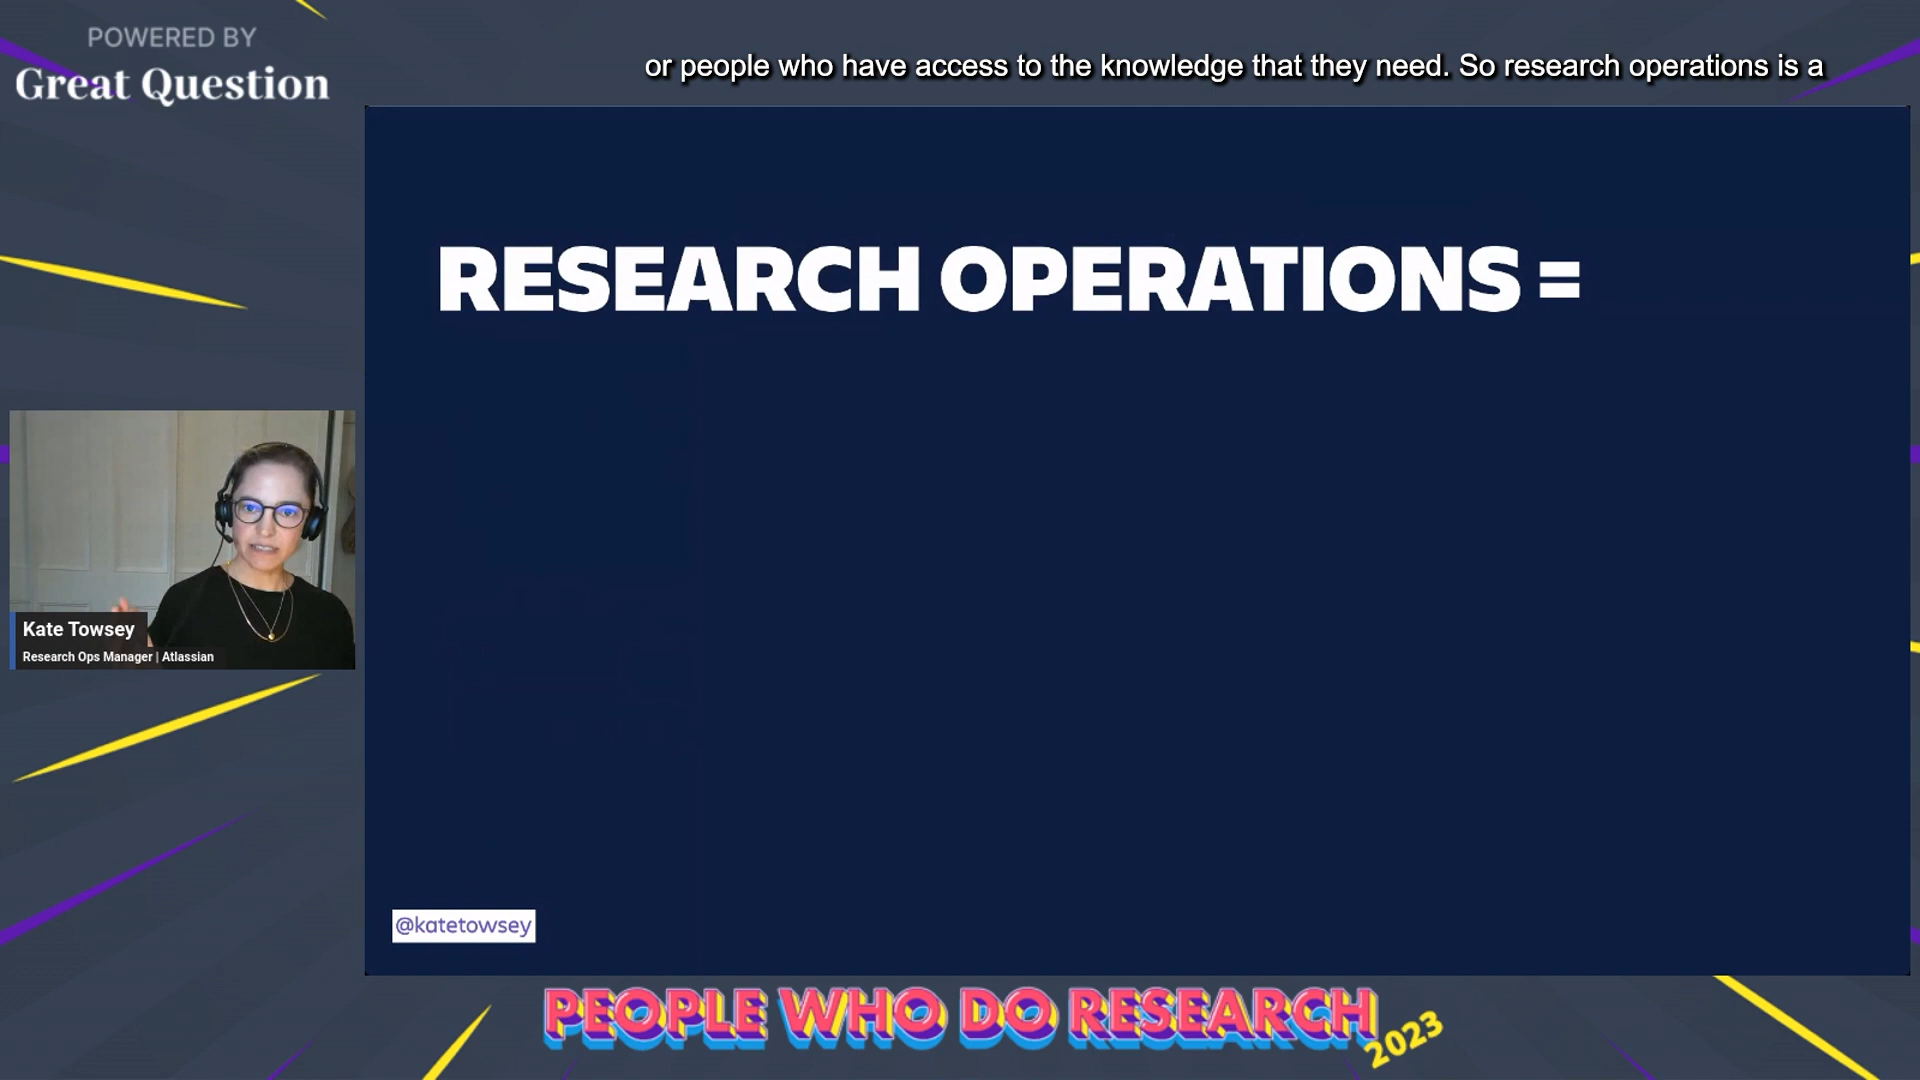 POWERED BY
Great Question
or people who have access to the knowledge that they need. So research operations is a
RESEARCH OPERATIONS =
Kate Towsey
Research Ops Manager | Atlassian
@katetowsey
PEOPLE WHO DO RESEARCH
2023